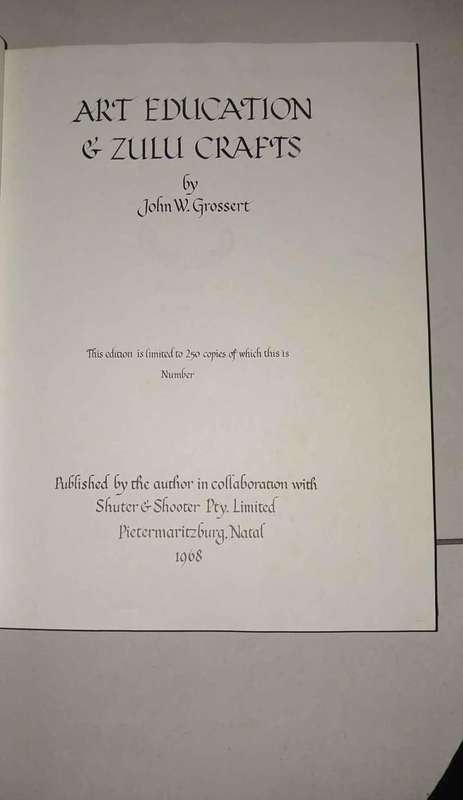 ART EDUCATION
& ZULU CRAFTS
by
John W. Grossert
This edition is limited to 250 copies of which this is
Number
Published by the author in collaboration with
Shuter & Shooter Pty. Limited
Pietermaritzburg, Natal
1968